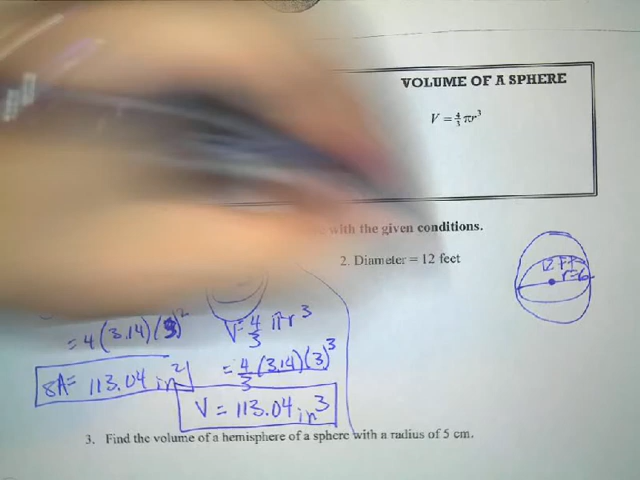 VOLUME OF A SPHERE
V = 4/3 πr³
with the given conditions.
2. Diameter = 12 feet
12 ft
r=6
= 4(3.14)(3)²
SA= 113.04 in²
V= 4/3 πr³
= 4/3 (3.14)(3)³
V = 113.04 in³
3. Find the volume of a hemisphere of a sphere with a radius of 5 cm.